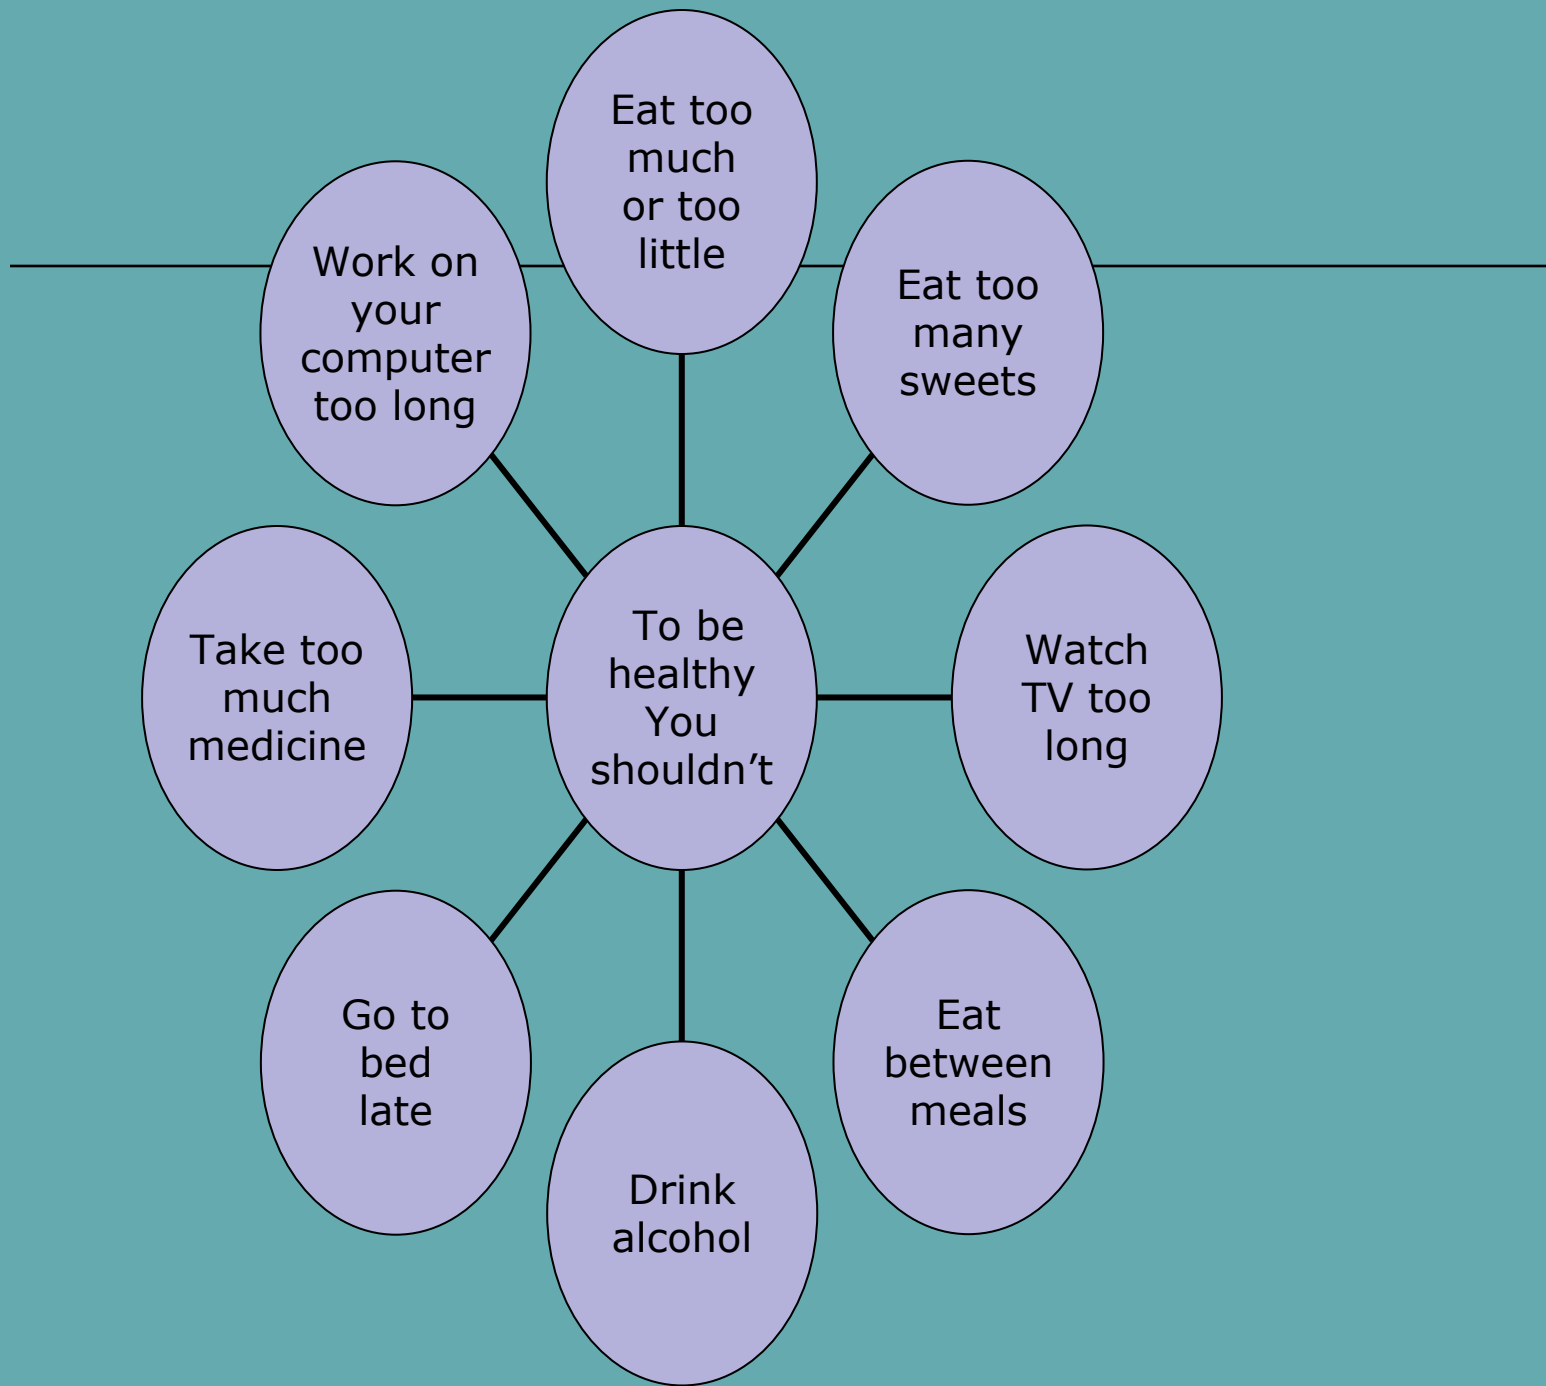 Eat too
much
or too
little
Eat too
many
sweets
Watch
TV too
long
Eat
between
meals
Drink
alcohol
Go to
bed
late
Take too
much
medicine
Work on
your
computer
too long
To be
healthy
You
shouldn’t